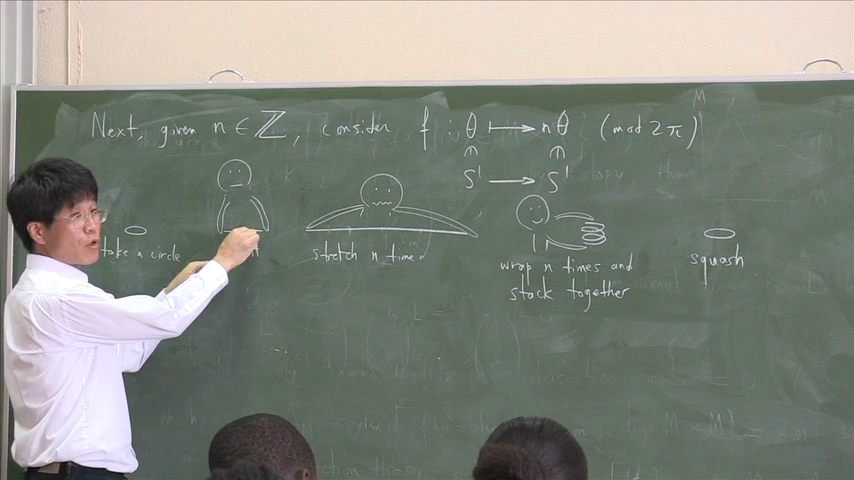 Next, given n ∈ ℤ, consider f : θ ↦ nθ (mod 2π)
S¹ → S¹
take a circle
stretch n times
wrap n times and
stack together
squash